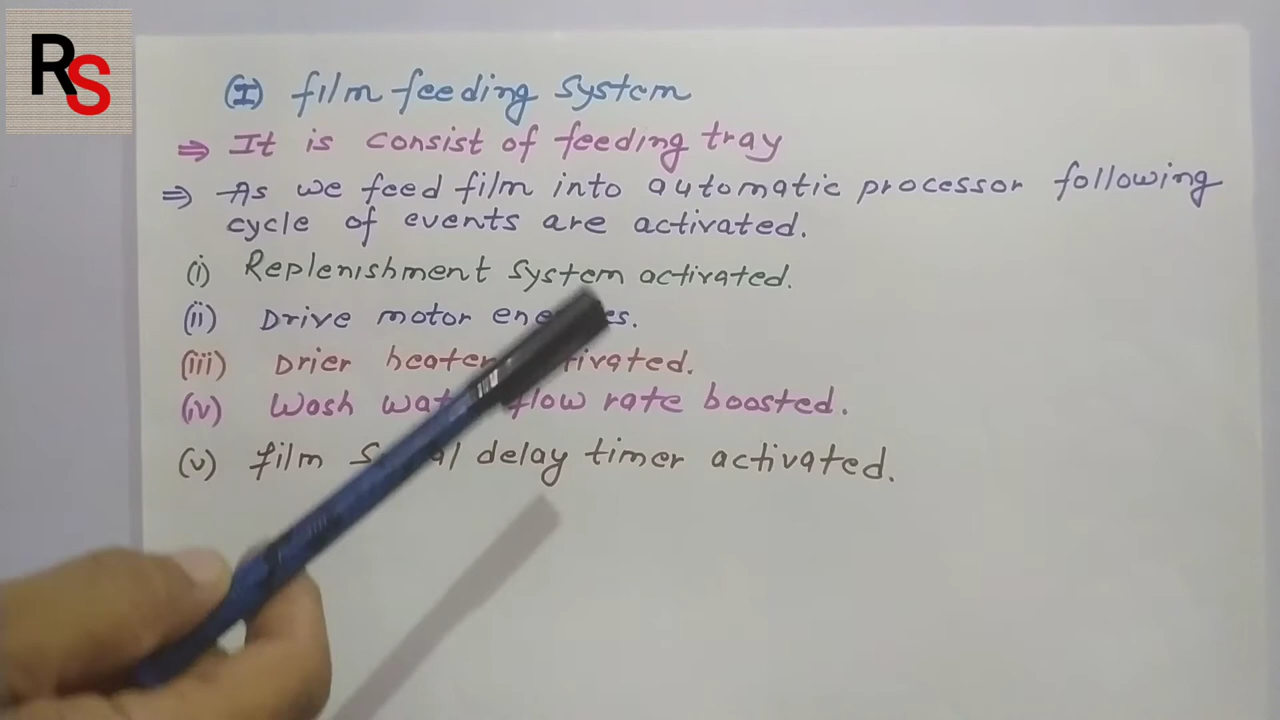 RS
(I) film feeding system
⇒ It is consist of feeding tray
⇒ As we feed film into automatic processor following
cycle of events are activated.
(i) Replenishment system activated.
(ii) Drive motor
(iii) Drier heater
(iv) Wash flow rate boosted.
(v) film delay timer activated.